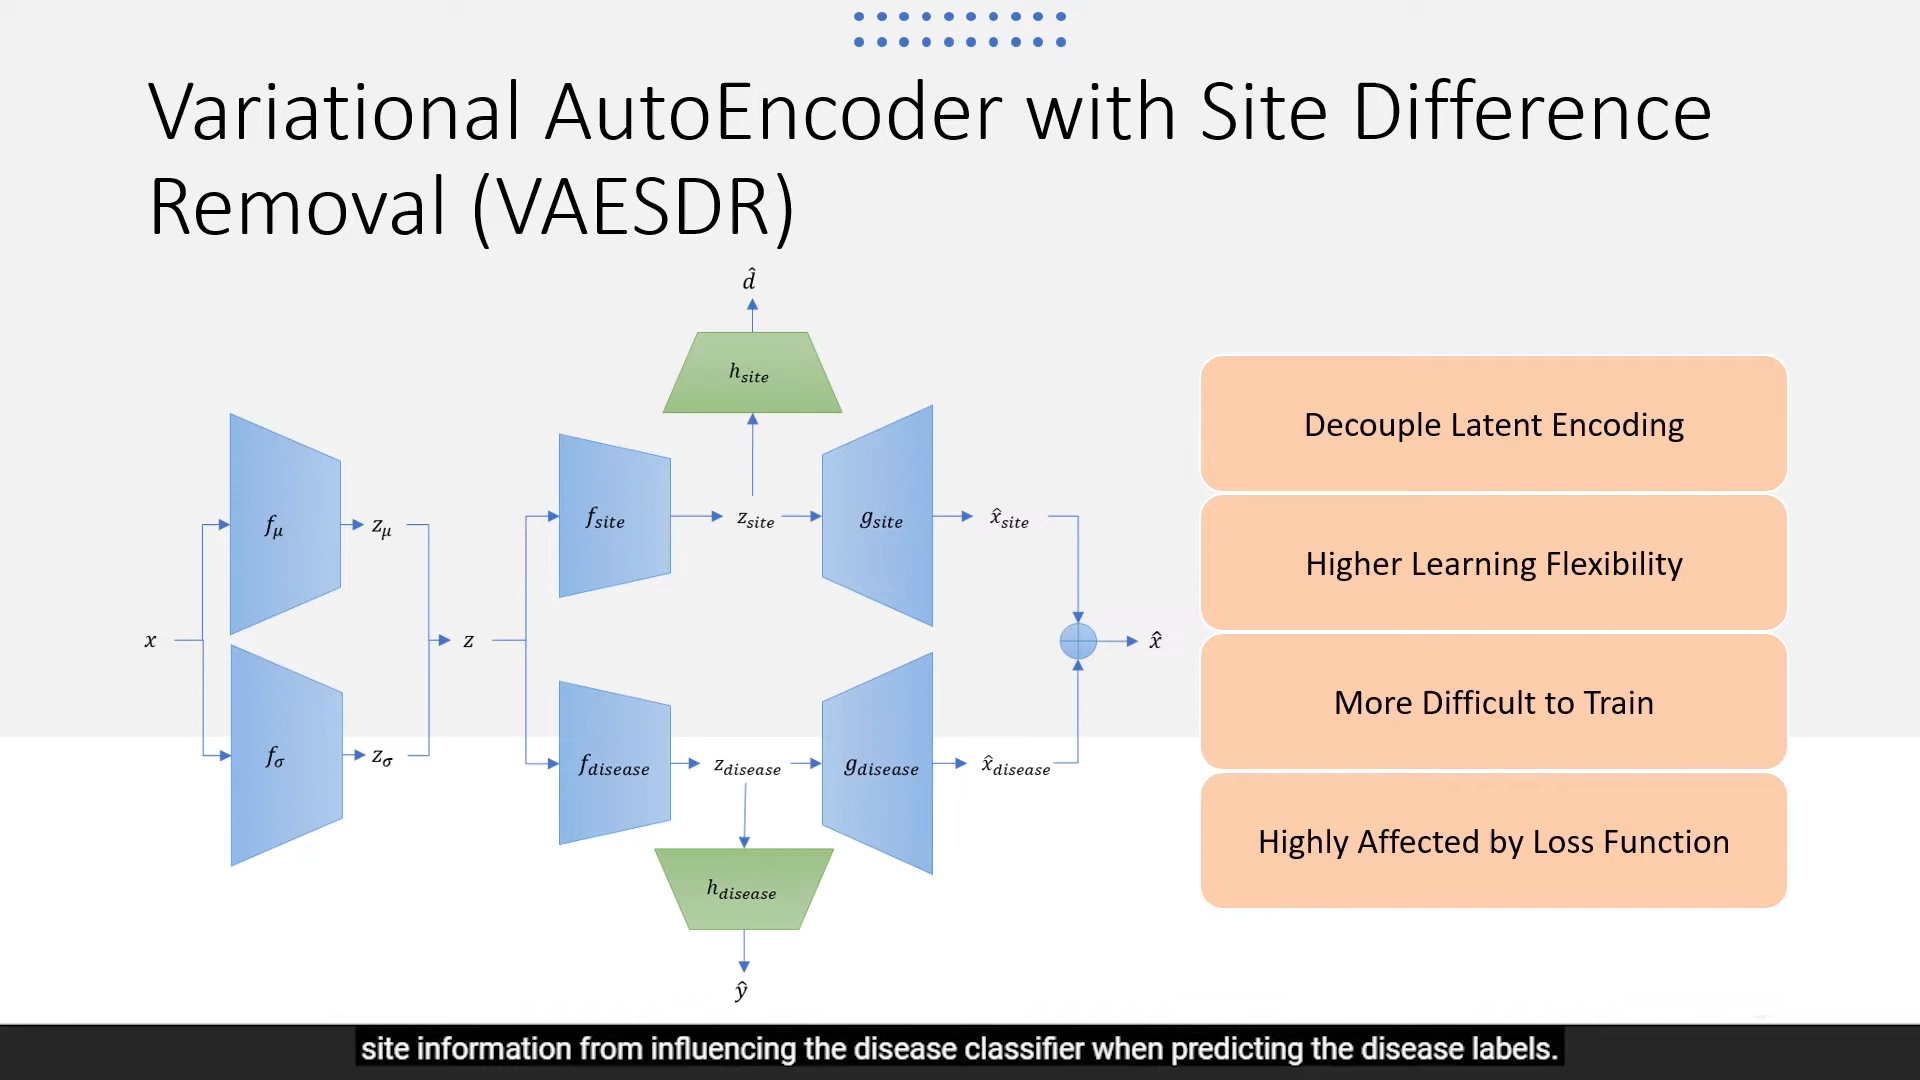 Variational AutoEncoder with Site Difference
Removal (VAESDR)
d̂
h_site
f_μ
z_μ
f_site
z_site
g_site
x̂_site
x
z
x̂
f_σ
z_σ
f_disease
z_disease
g_disease
x̂_disease
h_disease
ŷ
Decouple Latent Encoding
Higher Learning Flexibility
More Difficult to Train
Highly Affected by Loss Function
site information from influencing the disease classifier when predicting the disease labels.